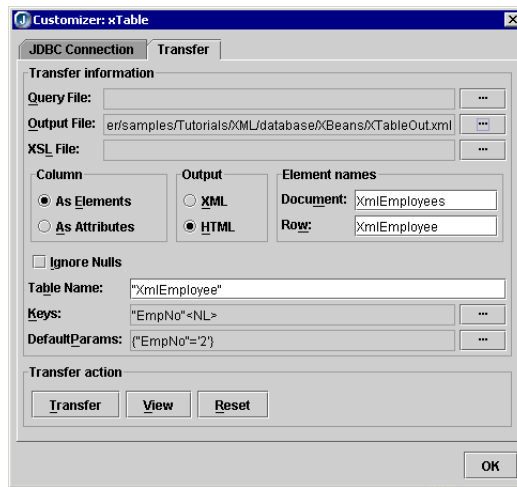 Customizer: xTable
JDBC Connection Transfer
Transfer information
Query File: ...
Output File: er/samples/Tutorials/XML/database/XBeans/XTableOut.xml ...
XSL File: ...
Column Output Element names
As Elements XML Document: XmlEmployees
As Attributes HTML Row: XmlEmployee
Ignore Nulls
Table Name: "XmlEmployee"
Keys: "EmpNo"<NL> ...
DefaultParams: {"EmpNo"='2'} ...
Transfer action
Transfer View Reset
OK